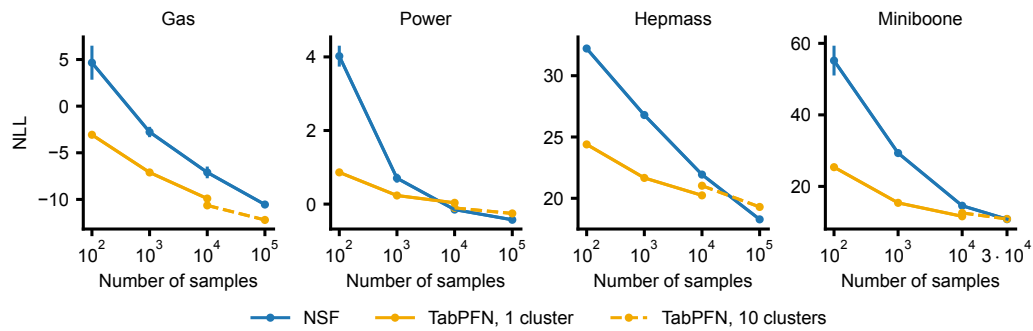 Gas
Power
Hepmass
Miniboone
NLL
5
0
−5
−10
10²
10³
10⁴
10⁵
Number of samples
4
2
0
10²
10³
10⁴
10⁵
Number of samples
30
25
20
10²
10³
10⁴
10⁵
Number of samples
60
40
20
10²
10³
10⁴
3 · 10⁴
Number of samples
NSF
TabPFN, 1 cluster
TabPFN, 10 clusters